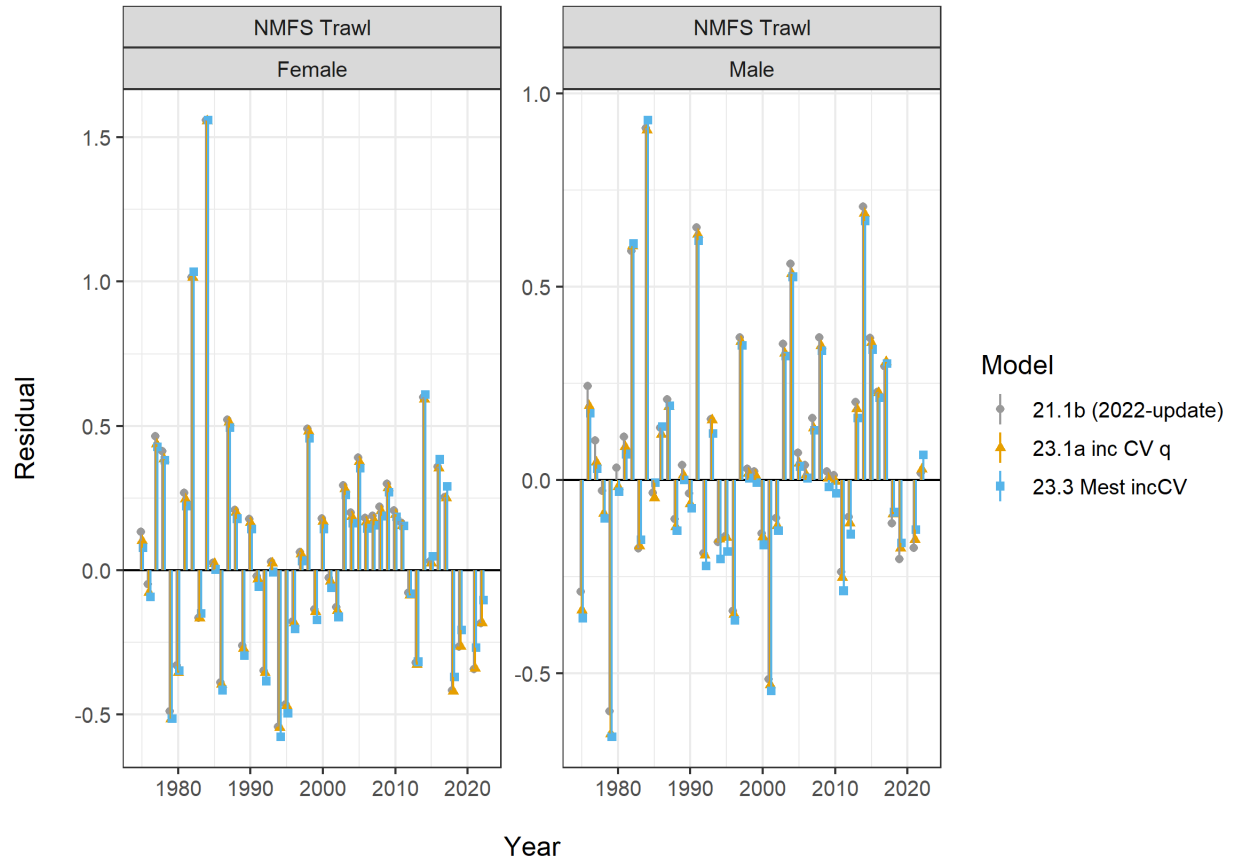 NMFS Trawl
Female
NMFS Trawl
Male
Residual
1.5
1.0
0.5
0.0
-0.5
1.0
0.5
0.0
-0.5
1980 1990 2000 2010 2020
1980 1990 2000 2010 2020
Year
Model
21.1b (2022-update)
23.1a inc CV q
23.3 Mest incCV